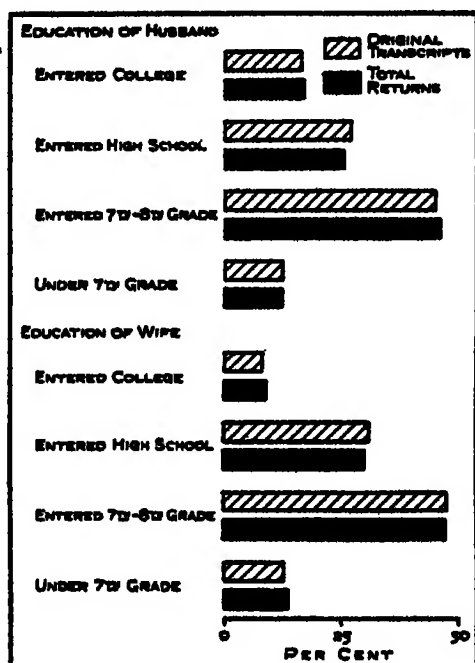 EDUCATION OF HUSBAND
ORIGINAL TRANSCRIPTS
TOTAL RETURNS
ENTERED COLLEGE
ENTERED HIGH SCHOOL
ENTERED 7TH-8TH GRADE
UNDER 7TH GRADE
EDUCATION OF WIFE
ENTERED COLLEGE
ENTERED HIGH SCHOOL
ENTERED 7TH-8TH GRADE
UNDER 7TH GRADE
0 25 50
PER CENT